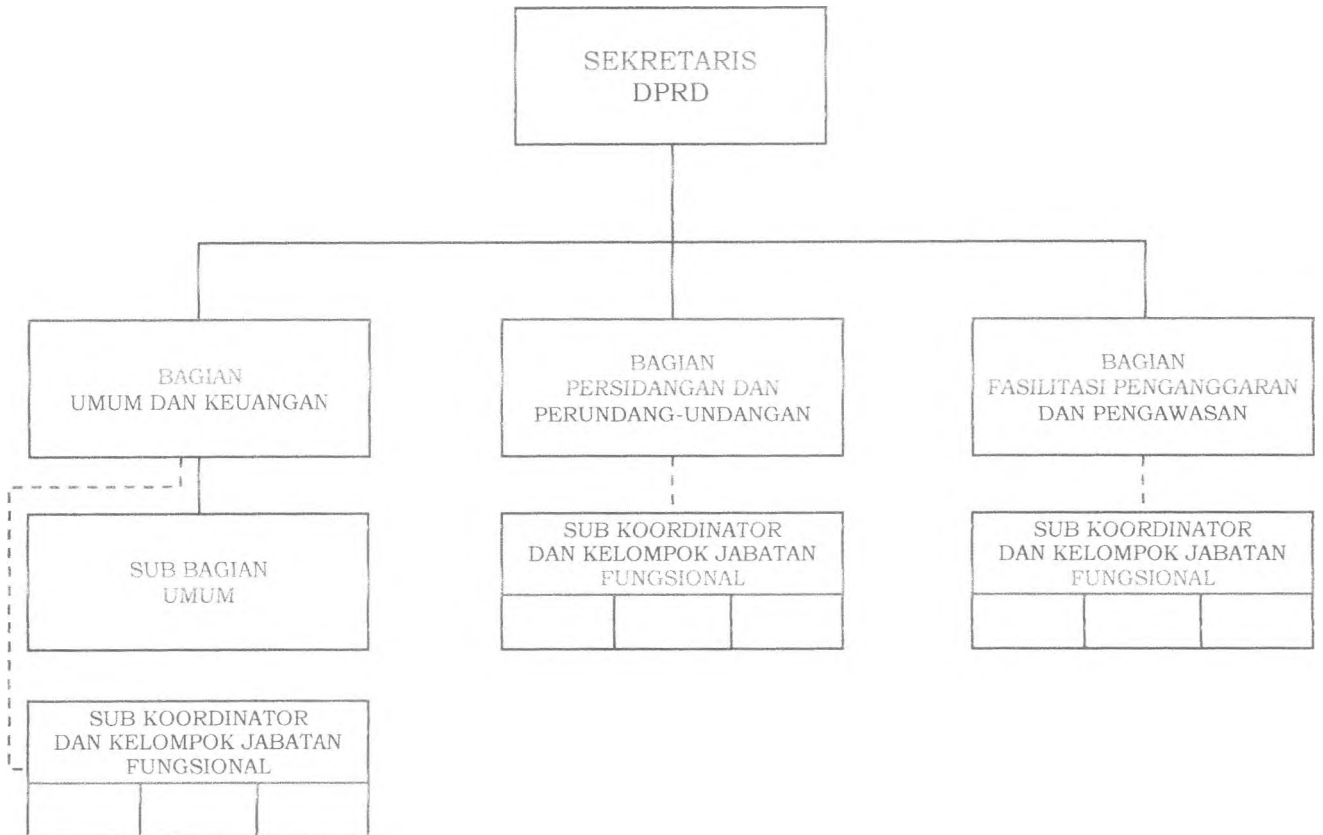 SEKRETARIS
DPRD
BAGIAN
UMUM DAN KEUANGAN
BAGIAN
PERSIDANGAN DAN
PERUNDANG-UNDANGAN
BAGIAN
FASILITASI PENGANGGARAN
DAN PENGAWASAN
SUB BAGIAN
UMUM
SUB KOORDINATOR
DAN KELOMPOK JABATAN
FUNGSIONAL
SUB KOORDINATOR
DAN KELOMPOK JABATAN
FUNGSIONAL
SUB KOORDINATOR
DAN KELOMPOK JABATAN
FUNGSIONAL